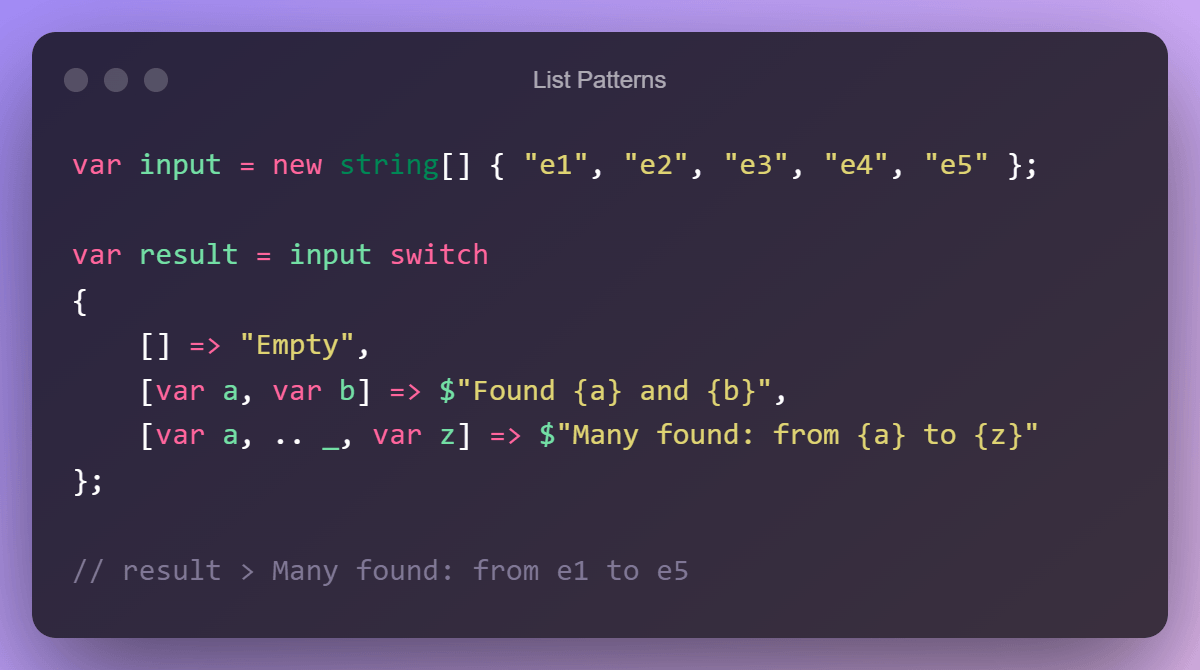 List Patterns
var input = new string[] { "e1", "e2", "e3", "e4", "e5" };
var result = input switch
{
    [] => "Empty",
    [var a, var b] => $"Found {a} and {b}",
    [var a, .. _, var z] => $"Many found: from {a} to {z}"
};
// result > Many found: from e1 to e5